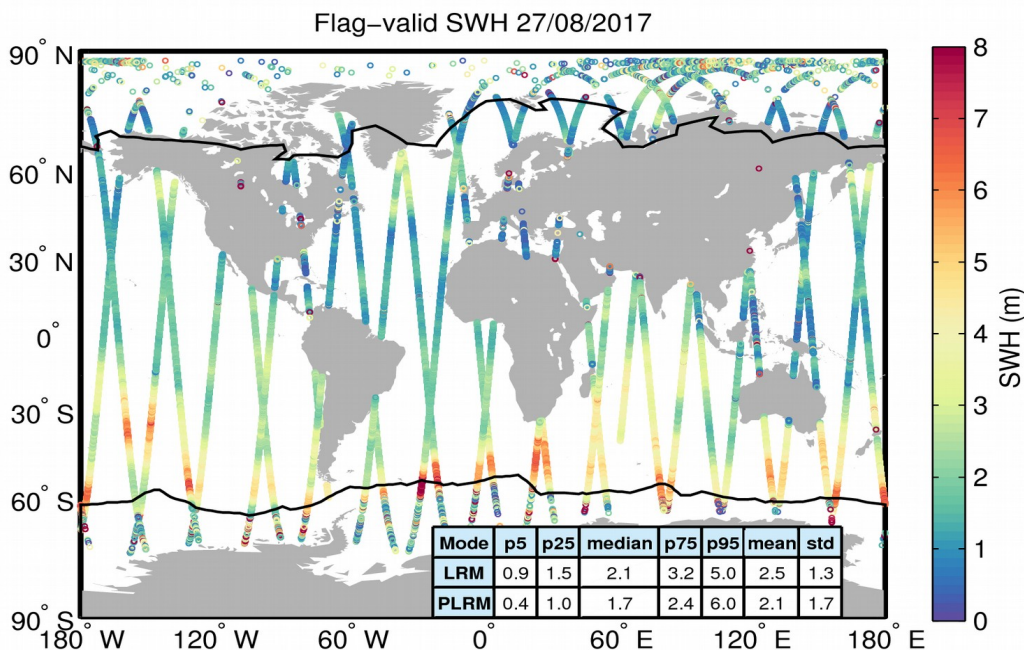 Flag-valid SWH 27/08/2017
90° N
60° N
30° N
0°
30° S
60° S
90° S
180° W
120° W
60° W
0°
60° E
120° E
180° E
Mode p5 p25 median p75 p95 mean std
LRM 0.9 1.5 2.1 3.2 5.0 2.5 1.3
PLRM 0.4 1.0 1.7 2.4 6.0 2.1 1.7
8
7
6
5
4
3
2
1
0
SWH (m)